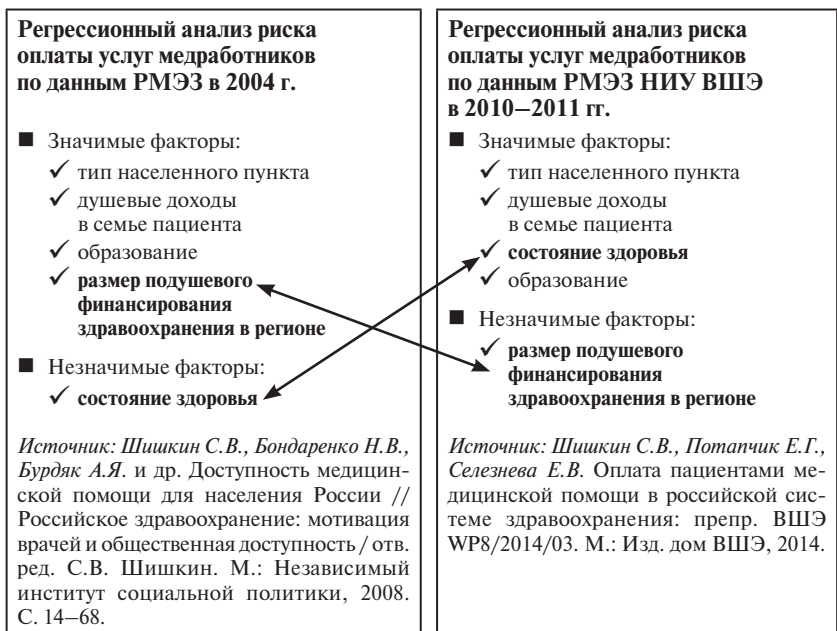 Регрессионный анализ риска
оплаты услуг медработников
по данным РМЭЗ в 2004 г.
■ Значимые факторы:
✓ тип населенного пункта
✓ душевые доходы
в семье пациента
✓ образование
✓ размер подушевого
финансирования
здравоохранения в регионе
■ Незначимые факторы:
✓ состояние здоровья
Источник: Шишкин С.В., Бондаренко Н.В.,
Бурдяк А.Я. и др. Доступность медицин-
ской помощи для населения России //
Российское здравоохранение: мотивация
врачей и общественная доступность / отв.
ред. С.В. Шишкин. М.: Независимый
институт социальной политики, 2008.
С. 14–68.
Регрессионный анализ риска
оплаты услуг медработников
по данным РМЭЗ НИУ ВШЭ
в 2010–2011 гг.
■ Значимые факторы:
✓ тип населенного пункта
✓ душевые доходы
в семье пациента
✓ состояние здоровья
✓ образование
■ Незначимые факторы:
✓ размер подушевого
финансирования
здравоохранения в регионе
Источник: Шишкин С.В., Потапчик Е.Г.,
Селезнева Е.В. Оплата пациентами ме-
дицинской помощи в российской сис-
теме здравоохранения: препр. ВШЭ
WP8/2014/03. М.: Изд. дом ВШЭ, 2014.